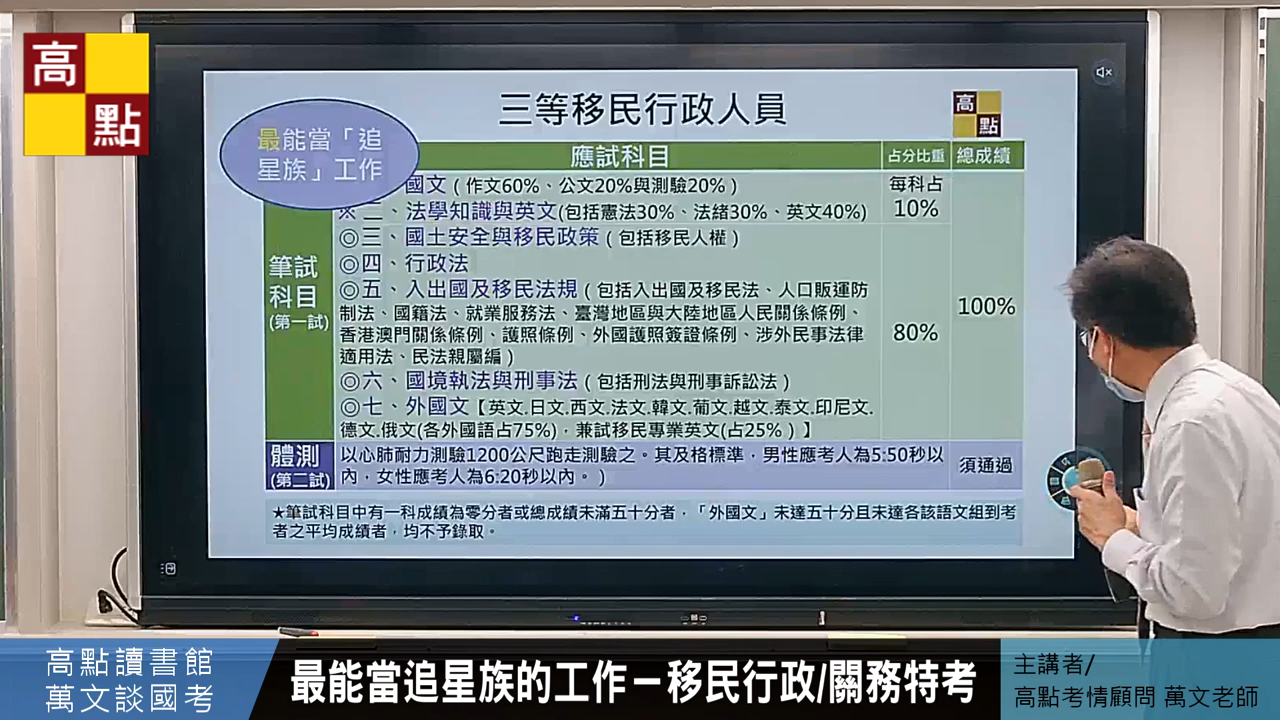 高
點
三等移民行政人員
高
點
最能當「追
星族」工作
應試科目
占分比重
總成績
國文（作文60%、公文20%與測驗20%）
每科占
10%
※二、法學知識與英文(包括憲法30%、法緒30%、英文40%)
筆試
科目
(第一試)
◎三、國土安全與移民政策（包括移民人權）
◎四、行政法
◎五、入出國及移民法規（包括入出國及移民法、人口販運防
制法、國籍法、就業服務法、臺灣地區與大陸地區人民關係條例、
香港澳門關係條例、護照條例、外國護照簽證條例、涉外民事法律
適用法、民法親屬編）
◎六、國境執法與刑事法（包括刑法與刑事訴訟法）
◎七、外國文【英文.日文.西文.法文.韓文.葡文.越文.泰文.印尼文.
德文.俄文(各外國語占75%)，兼試移民專業英文(占25%）】
80%
100%
體測
(第二試)
以心肺耐力測驗1200公尺跑走測驗之。其及格標準，男性應考人為5:50秒以
內，女性應考人為6:20秒以內。）
須通過
★筆試科目中有一科成績為零分者或總成績未滿五十分者，「外國文」未達五十分且未達各該語文組到考
者之平均成績者，均不予錄取。
高點讀書館
萬文談國考
最能當追星族的工作－移民行政/關務特考
主講者/
高點考情顧問 萬文老師